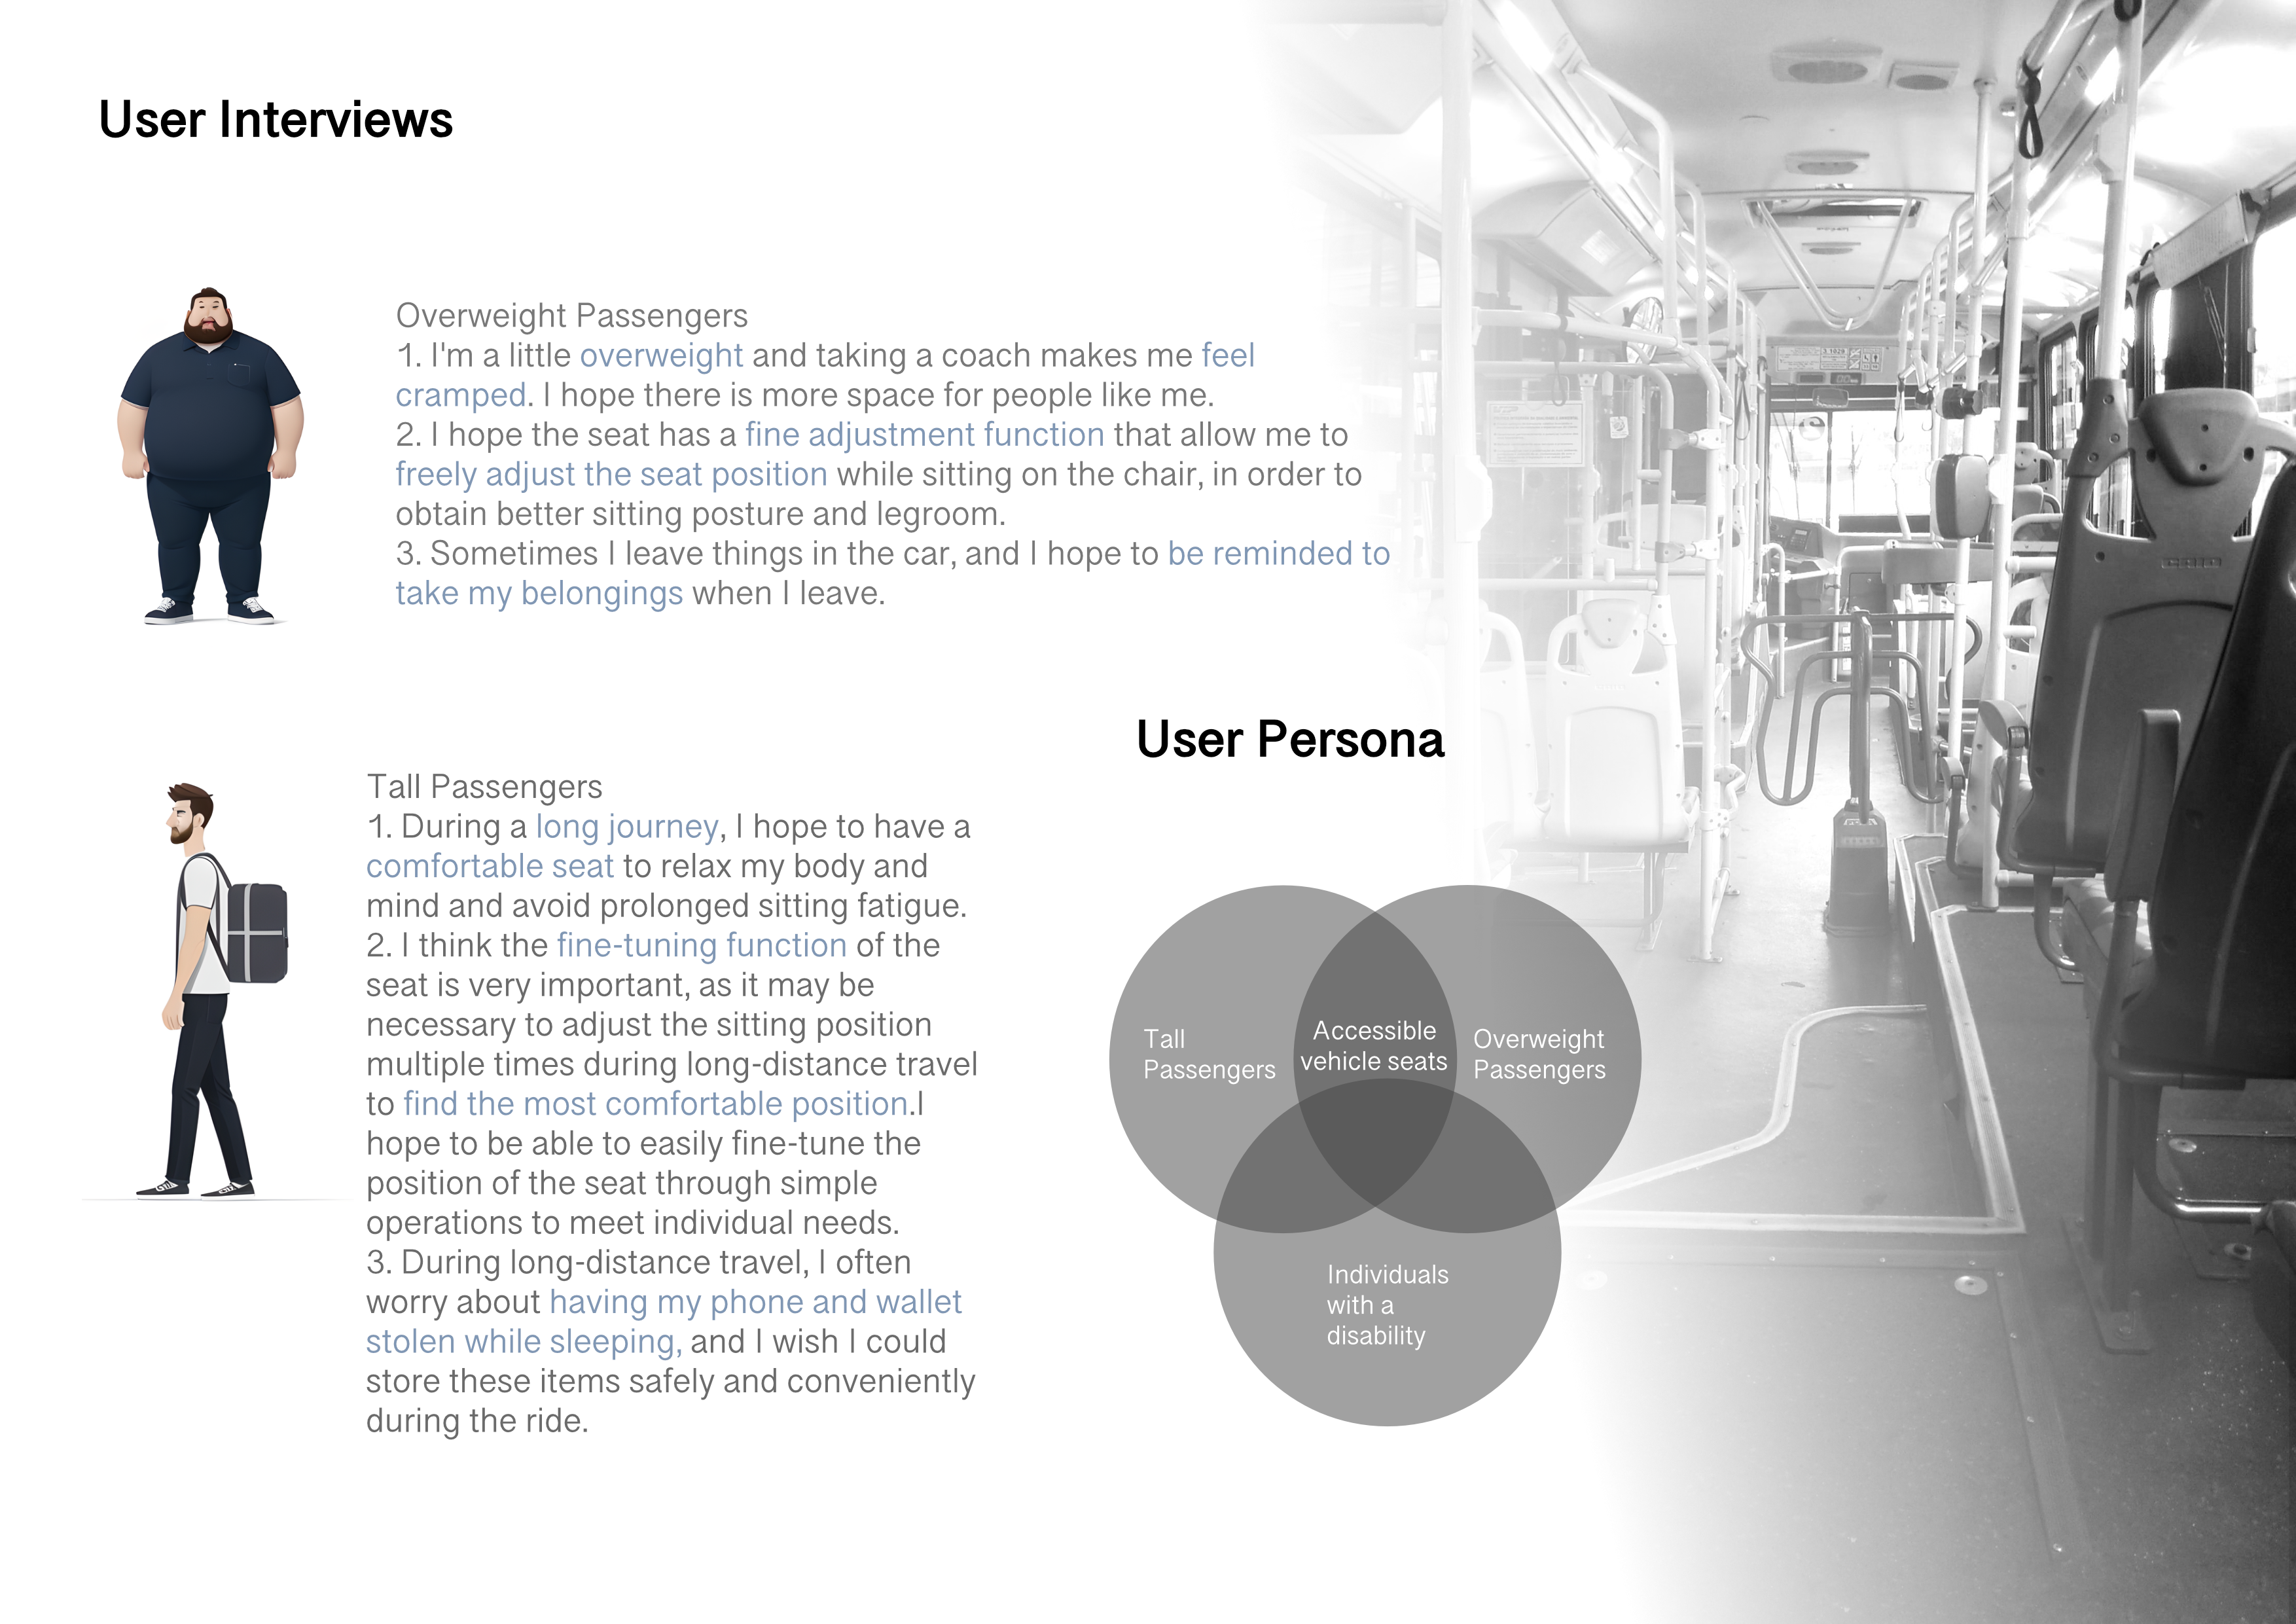 User Interviews
Overweight Passengers
1. I'm a little overweight and taking a coach makes me feel
cramped. I hope there is more space for people like me.
2. I hope the seat has a fine adjustment function that allow me to
freely adjust the seat position while sitting on the chair, in order to
obtain better sitting posture and legroom.
3. Sometimes I leave things in the car, and I hope to be reminded to
take my belongings when I leave.
Tall Passengers
1. During a long journey, I hope to have a
comfortable seat to relax my body and
mind and avoid prolonged sitting fatigue.
2. I think the fine-tuning function of the
seat is very important, as it may be
necessary to adjust the sitting position
multiple times during long-distance travel
to find the most comfortable position.I
hope to be able to easily fine-tune the
position of the seat through simple
operations to meet individual needs.
3. During long-distance travel, I often
worry about having my phone and wallet
stolen while sleeping, and I wish I could
store these items safely and conveniently
during the ride.
User Persona
Tall
Passengers
Accessible
vehicle seats
Overweight
Passengers
Individuals
with a
disability